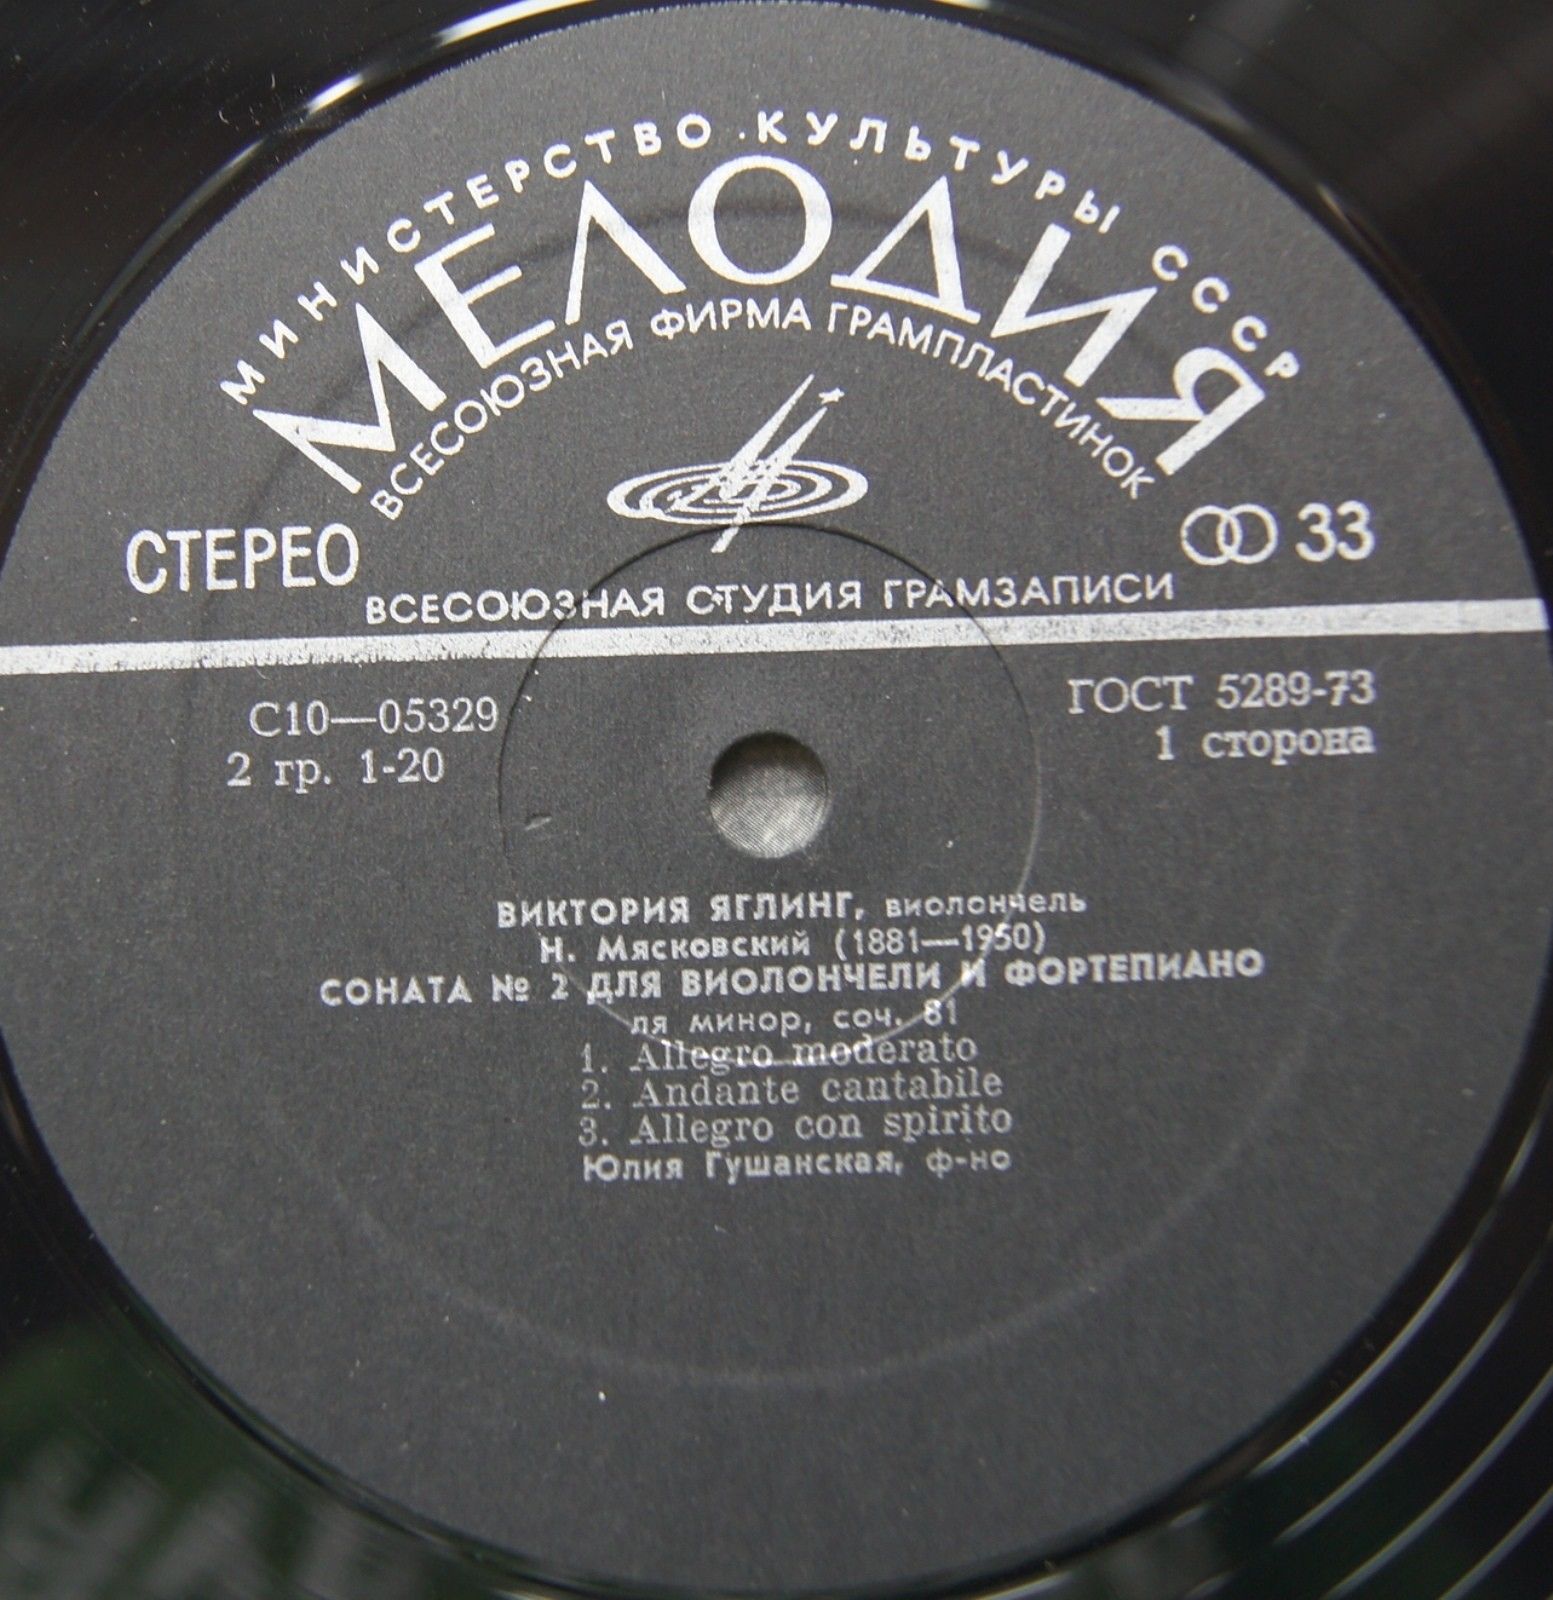 МИНИСТЕРСТВО КУЛЬТУРЫ СССР
МЕЛОДИЯ
ВСЕСОЮЗНАЯ ФИРМА ГРАМПЛАСТИНОК
СТЕРЕО
33
ВСЕСОЮЗНАЯ СТУДИЯ ГРАМЗАПИСИ
С10—05329
ГОСТ 5289-73
2 гр. 1-20
1 сторона
ВИКТОРИЯ ЯГЛИНГ, виолончель
Н. Мясковский (1881—1950)
СОНАТА № 2 ДЛЯ ВИОЛОНЧЕЛИ И ФОРТЕПИАНО
ля минор, соч. 81
1. Allegro moderato
2. Andante cantabile
3. Allegro con spirito
Юлия Гушанская, ф-но